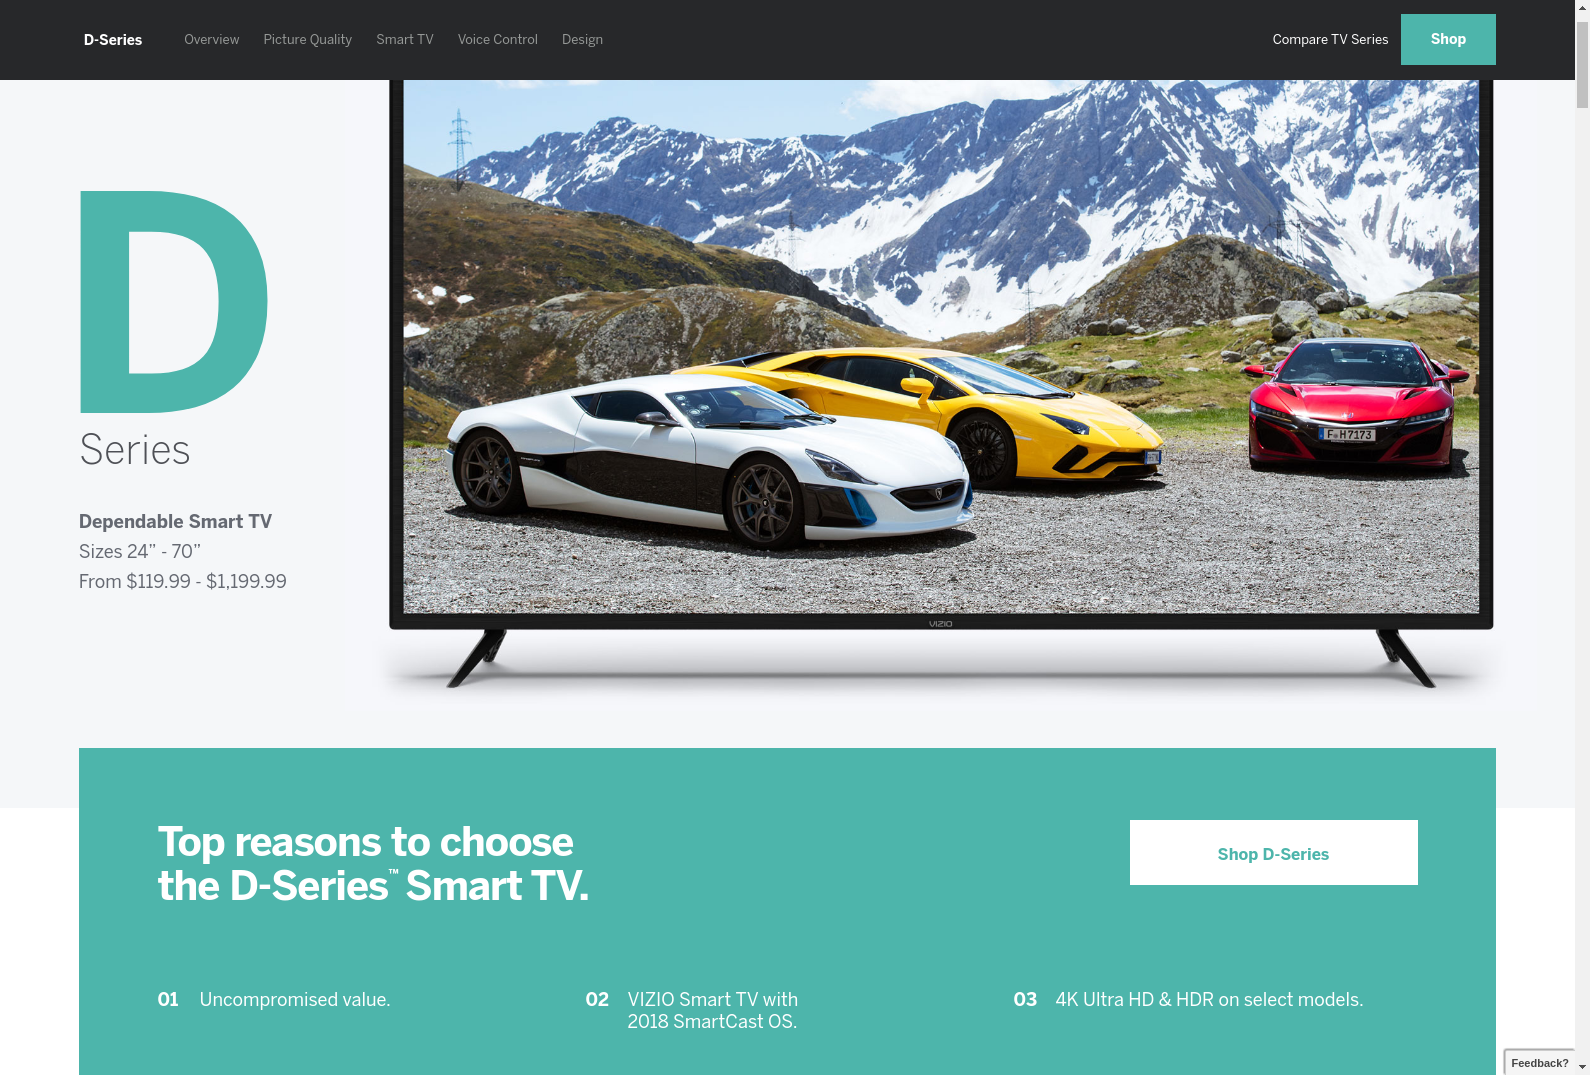 D-Series
Overview
Picture Quality
Smart TV
Voice Control
Design
Compare TV Series
Shop
D
Series
Dependable Smart TV
Sizes 24” - 70”
From $119.99 - $1,199.99
F H7173
VIZIO
Top reasons to choose
the D-Series™ Smart TV.
Shop D-Series
01 Uncompromised value.
02 VIZIO Smart TV with
2018 SmartCast OS.
03 4K Ultra HD & HDR on select models.
Feedback?